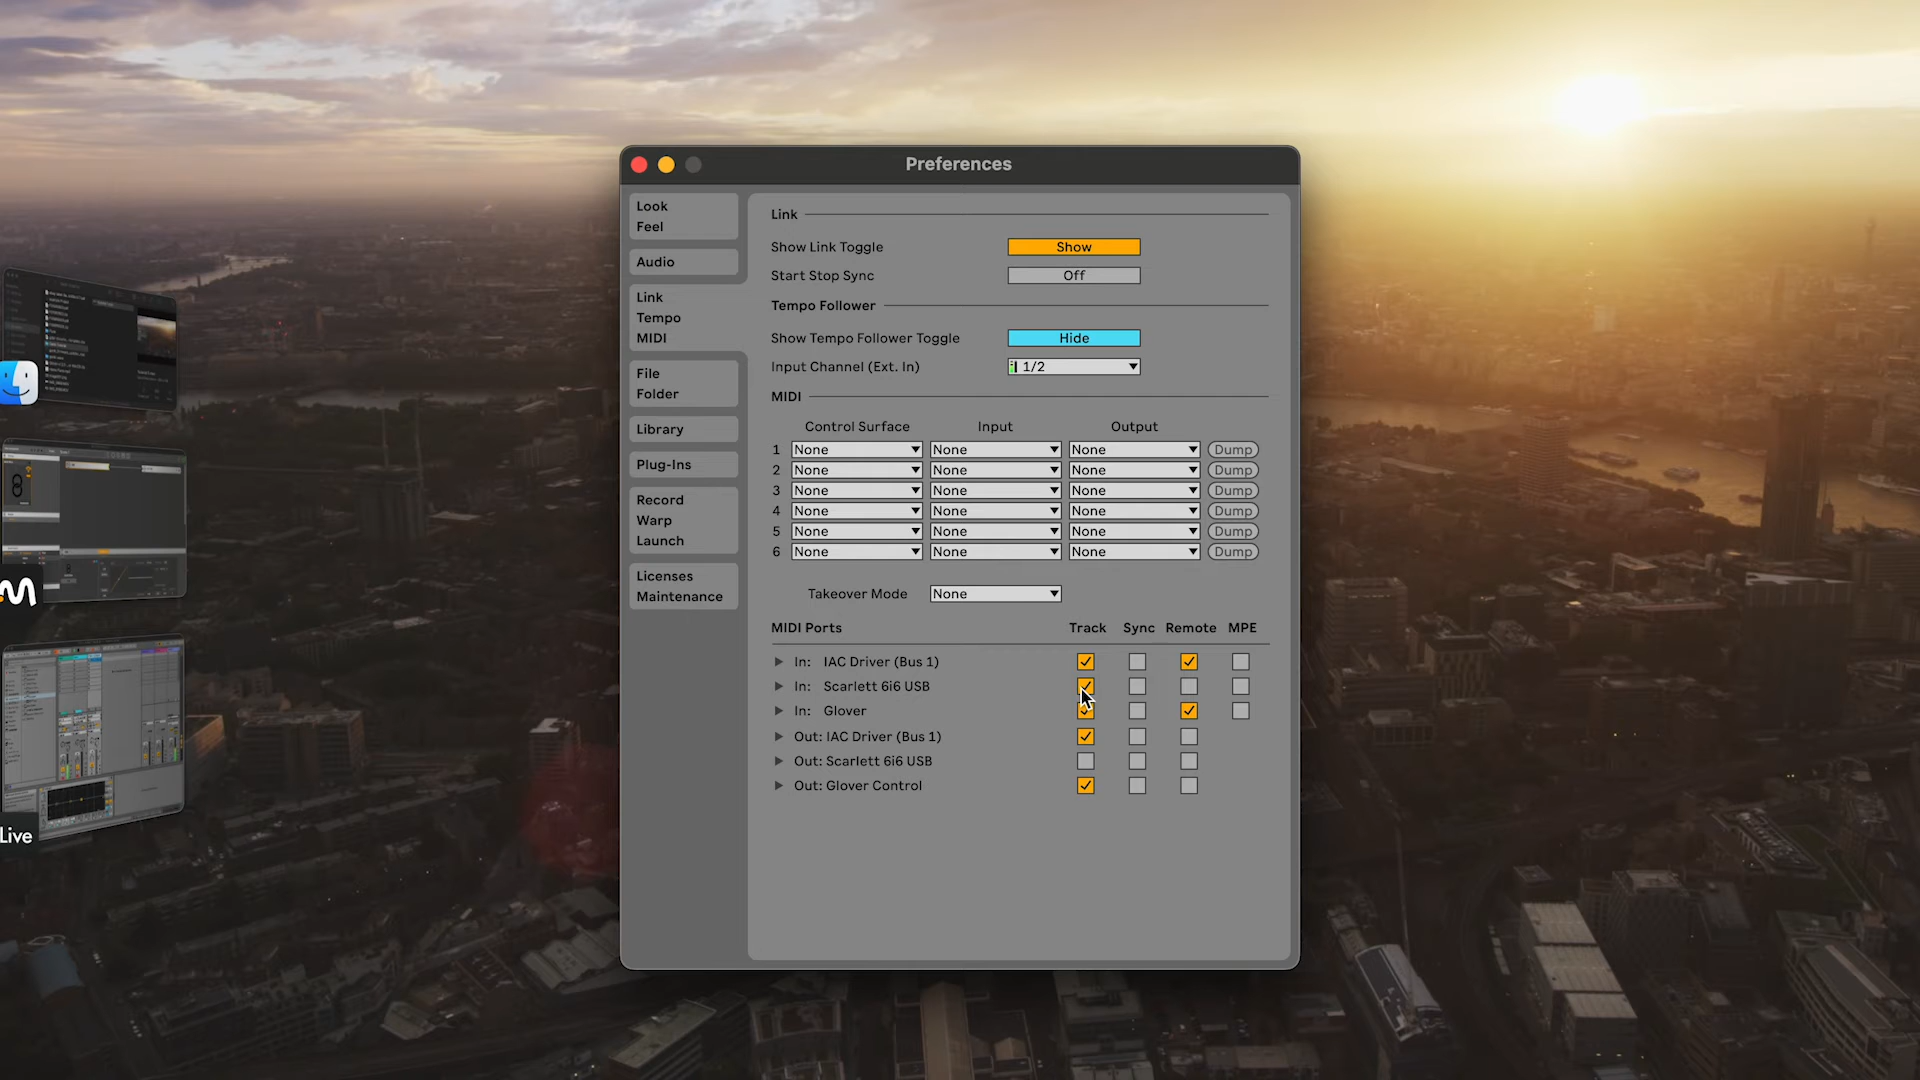 Preferences
Look
Feel
Audio
Link
Tempo
MIDI
File
Folder
Library
Plug-Ins
Record
Warp
Launch
Licenses
Maintenance
Link
Show Link Toggle Show
Start Stop Sync Off
Tempo Follower
Show Tempo Follower Toggle Hide
Input Channel (Ext. In) 1/2
MIDI
Control Surface Input Output
1 None None None Dump
2 None None None Dump
3 None None None Dump
4 None None None Dump
5 None None None Dump
6 None None None Dump
Takeover Mode None
MIDI Ports Track Sync Remote MPE
In: IAC Driver (Bus 1)
In: Scarlett 6i6 USB
In: Glover
Out: IAC Driver (Bus 1)
Out: Scarlett 6i6 USB
Out: Glover Control
Live